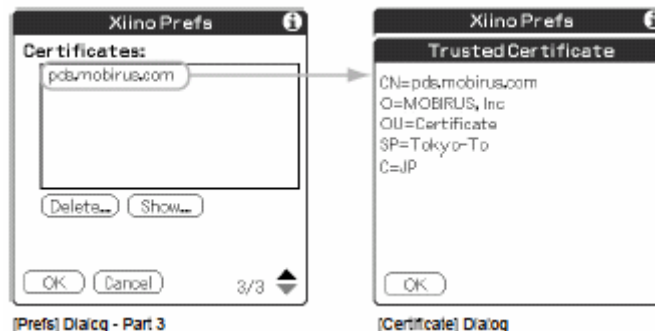 Xiino Prefs i
Certificates:
pds.mobirus.com
Delete... Show...
OK Cancel 3/3
[Prefs] Dialog - Part 3
Xiino Prefs i
Trusted Certificate
CN=pds.mobirus.com
O=MOBIRUS, Inc
OU=Certificate
SP=Tokyo-To
C=JP
OK
[Certificate] Dialog